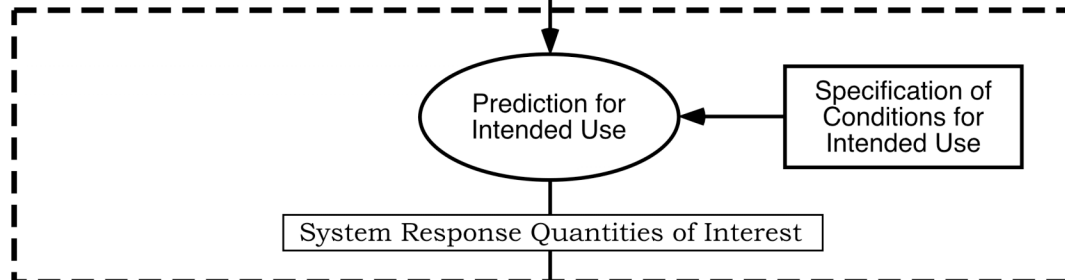 Prediction for
Intended Use
Specification of
Conditions for
Intended Use
System Response Quantities of Interest